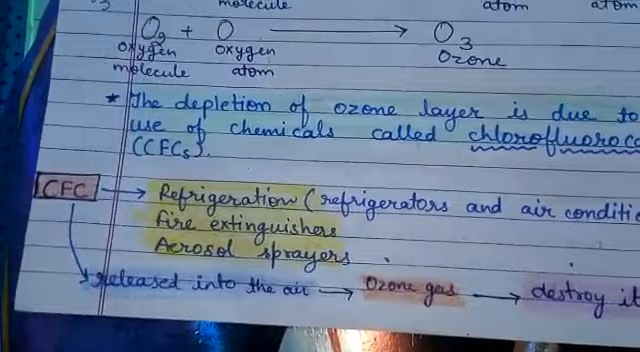 molecule atom atom
O2 + O → O3
oxygen oxygen Ozone
molecule atom
* The depletion of ozone layer is due to
use of chemicals called chlorofluoroca
(CFCs).
CFC → Refrigeration (refrigerators and air conditio
Fire extinguishers
Aerosol sprayers
released into the air → Ozone gas → destroy it